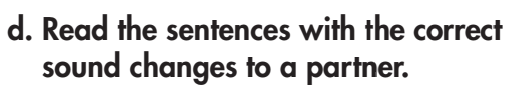 d. Read the sentences with the correct
sound changes to a partner.